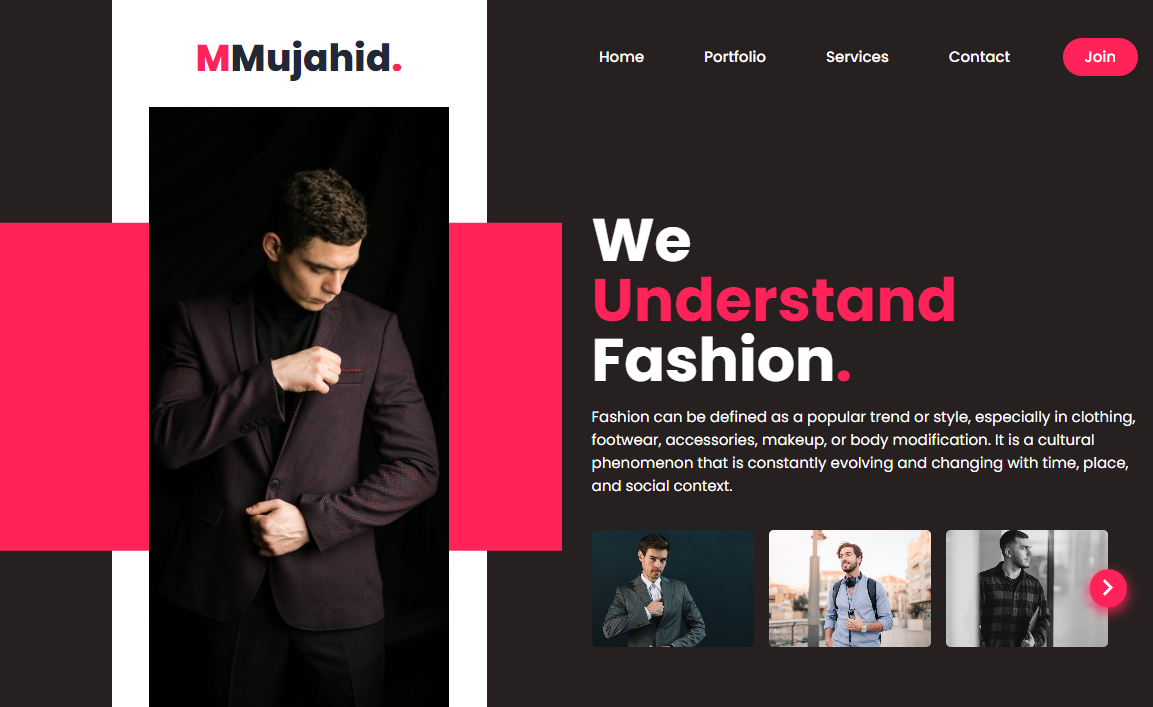 MMujahid.
Home Portfolio Services Contact Join
We
Understand
Fashion.
Fashion can be defined as a popular trend or style, especially in clothing,
footwear, accessories, makeup, or body modification. It is a cultural
phenomenon that is constantly evolving and changing with time, place,
and social context.